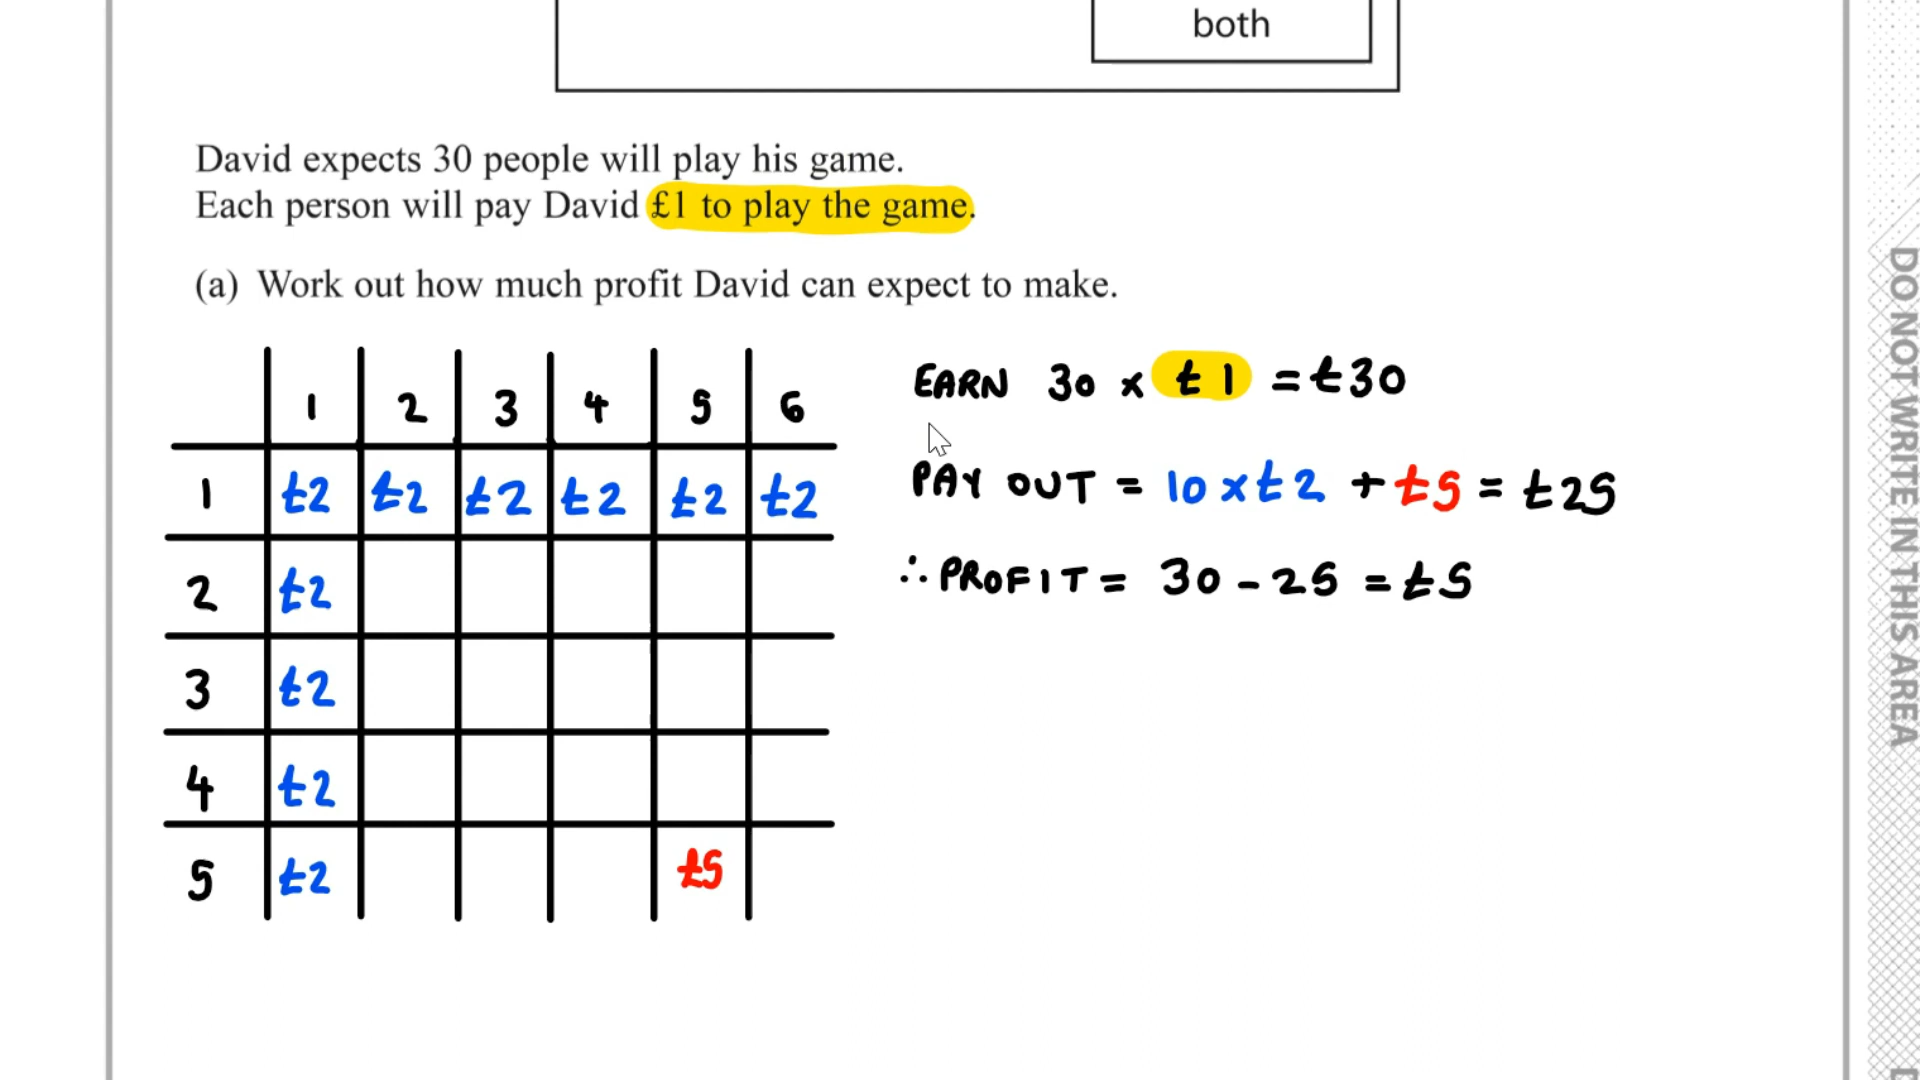 both
David expects 30 people will play his game.
Each person will pay David £1 to play the game.
(a) Work out how much profit David can expect to make.
1 2 3 4 5 6
1 £2 £2 £2 £2 £2 £2
2 £2
3 £2
4 £2
5 £2 £5
EARN 30 × £1 = £30
PAY OUT = 10 × £2 + £5 = £25
∴ PROFIT = 30 - 25 = £5
DO NOT WRITE IN THIS AREA